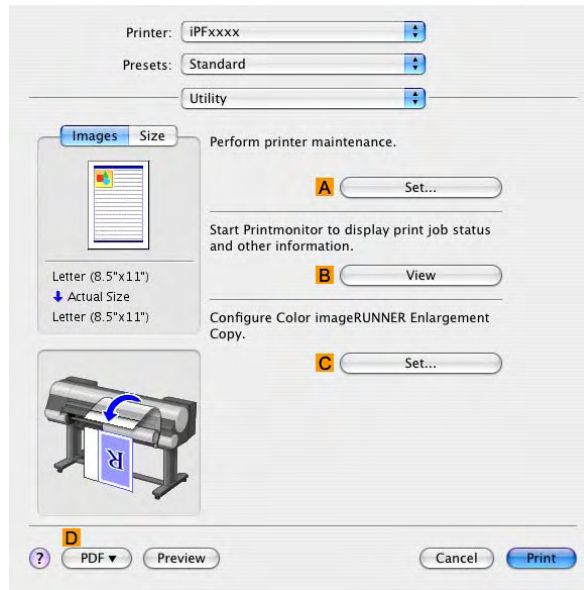 Printer: iPFxxxx
Presets: Standard
Utility
Images Size
Letter (8.5"x11")
Actual Size
Letter (8.5"x11")
R
Perform printer maintenance.
A Set...
Start Printmonitor to display print job status
and other information.
B View
Configure Color imageRUNNER Enlargement
Copy.
C Set...
D
? PDF Preview Cancel Print